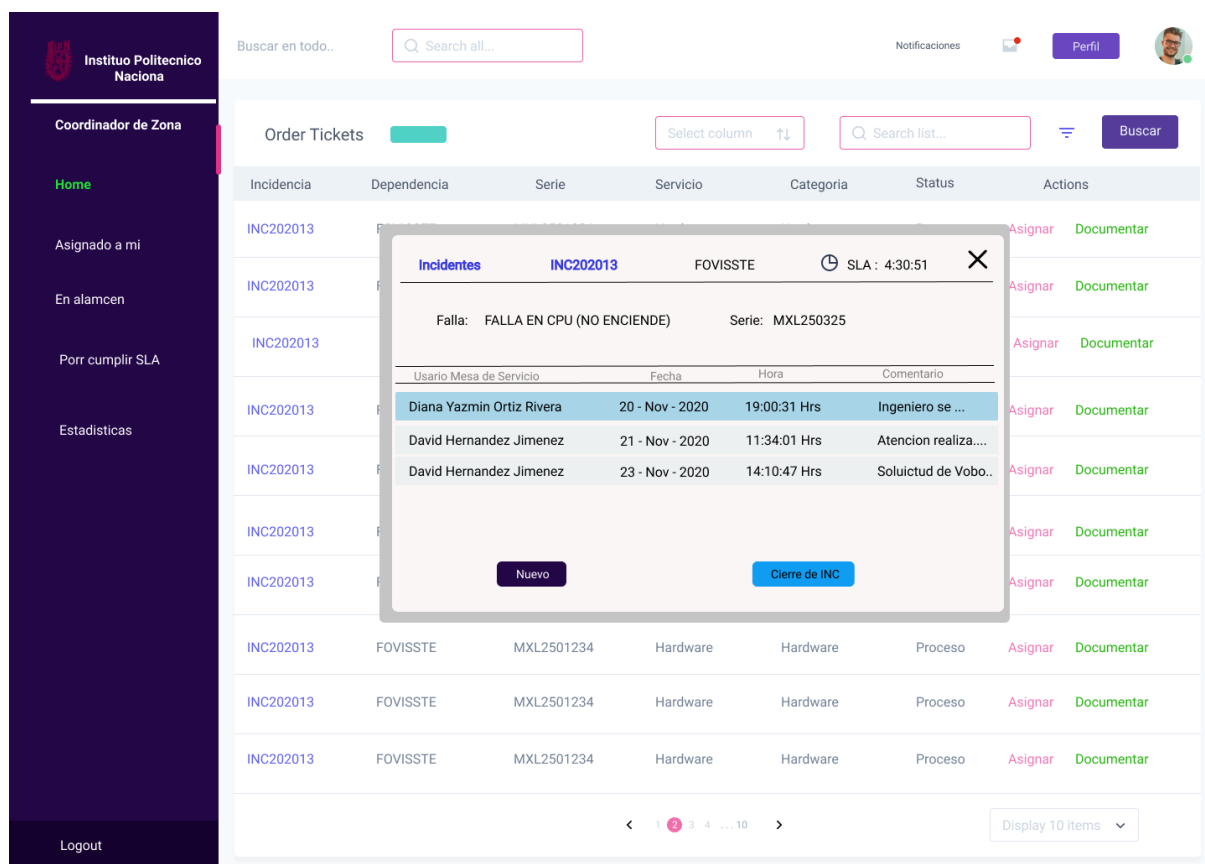 Instituo Politecnico
Naciona
Buscar en todo..
Search all...
Notificaciones
Perfil
Coordinador de Zona
Home
Asignado a mi
En alamcen
Porr cumplir SLA
Estadisticas
Logout
Order Tickets
Select column
Search list...
Buscar
Incidencia Dependencia Serie Servicio Categoria Status Actions
INC202013 Asignar Documentar
INC202013 Asignar Documentar
INC202013 Asignar Documentar
INC202013 Asignar Documentar
INC202013 Asignar Documentar
INC202013 Asignar Documentar
INC202013 Asignar Documentar
Incidentes INC202013 FOVISSTE SLA : 4:30:51
Falla: FALLA EN CPU (NO ENCIENDE) Serie: MXL250325
Usario Mesa de Servicio Fecha Hora Comentario
Diana Yazmin Ortiz Rivera 20 - Nov - 2020 19:00:31 Hrs Ingeniero se ...
David Hernandez Jimenez 21 - Nov - 2020 11:34:01 Hrs Atencion realiza....
David Hernandez Jimenez 23 - Nov - 2020 14:10:47 Hrs Soluictud de Vobo..
Nuevo Cierre de INC
INC202013 FOVISSTE MXL2501234 Hardware Hardware Proceso Asignar Documentar
INC202013 FOVISSTE MXL2501234 Hardware Hardware Proceso Asignar Documentar
INC202013 FOVISSTE MXL2501234 Hardware Hardware Proceso Asignar Documentar
1 2 3 4 ... 10
Display 10 items